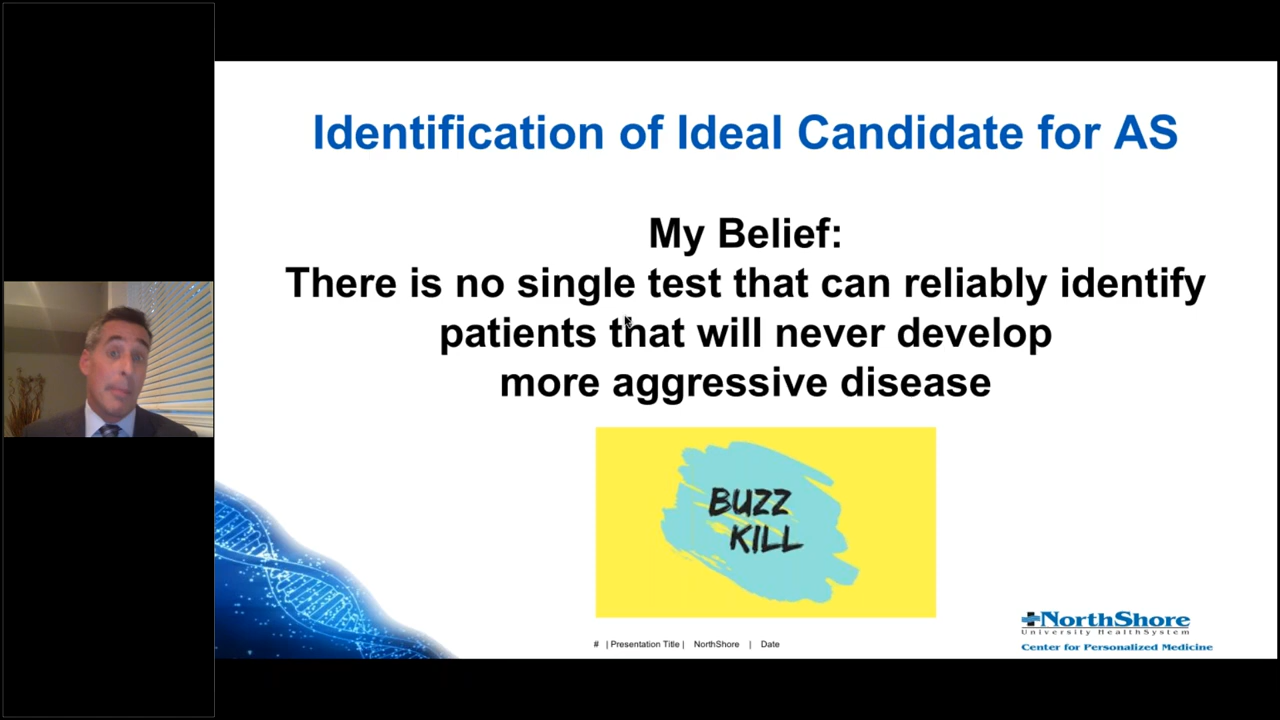 Identification of Ideal Candidate for AS
My Belief:
There is no single test that can reliably identify
patients that will never develop
more aggressive disease
BUZZ
KILL
# | Presentation Title | NorthShore | Date
NorthShore
University HealthSystem
Center for Personalized Medicine